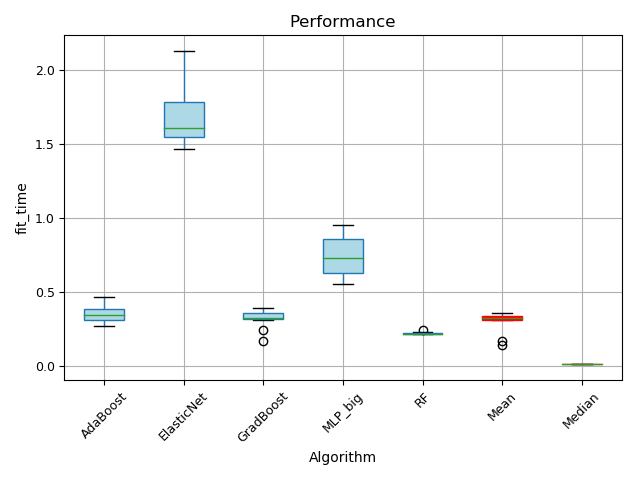 Performance
fit_time
2.0
1.5
1.0
0.5
0.0
AdaBoost
ElasticNet
GradBoost
MLP_big
RF
Mean
Median
Algorithm